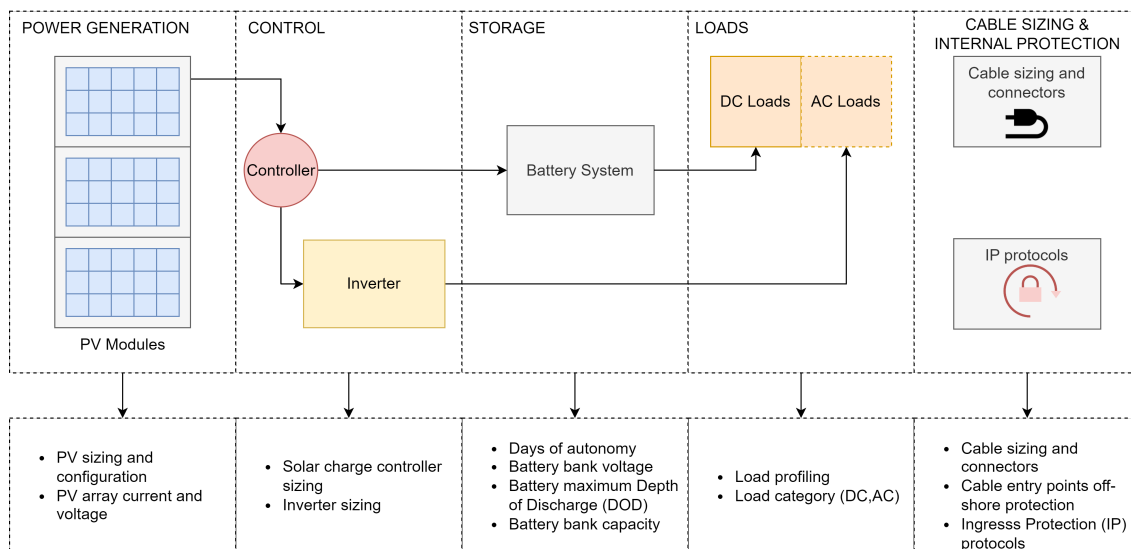 POWER GENERATION
CONTROL
STORAGE
LOADS
CABLE SIZING &
INTERNAL PROTECTION
PV Modules
Controller
Inverter
Battery System
DC Loads
AC Loads
Cable sizing and
connectors
IP protocols
• PV sizing and
configuration
• PV array current and
voltage
• Solar charge controller
sizing
• Inverter sizing
• Days of autonomy
• Battery bank voltage
• Battery maximum Depth
of Discharge (DOD)
• Battery bank capacity
• Load profiling
• Load category (DC,AC)
• Cable sizing and
connectors
• Cable entry points off-
shore protection
• Ingresss Protection (IP)
protocols